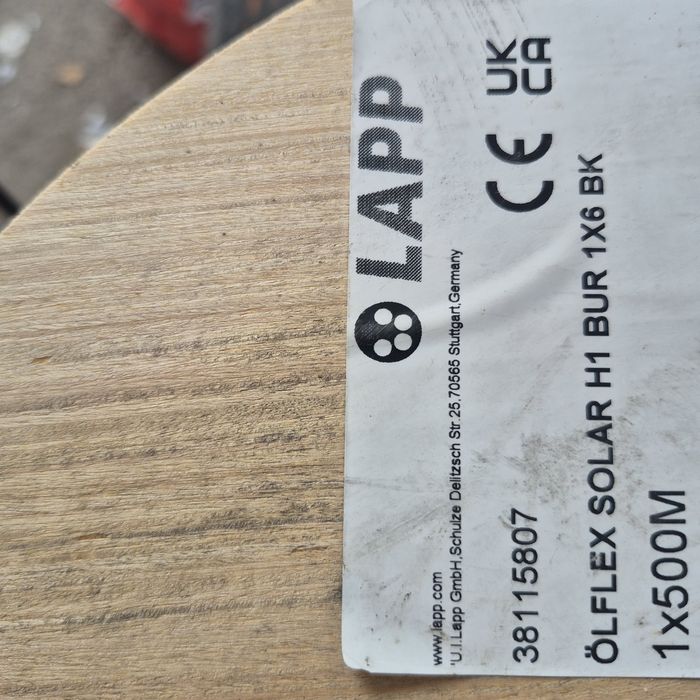 LAPP
UK
CA
CE
www.lapp.com
U.I.Lapp GmbH,Schulze Delitzsch Str.25,70565 Stuttgart,Germany
38115807
ÖLFLEX SOLAR H1 BUR 1X6 BK
1x500M